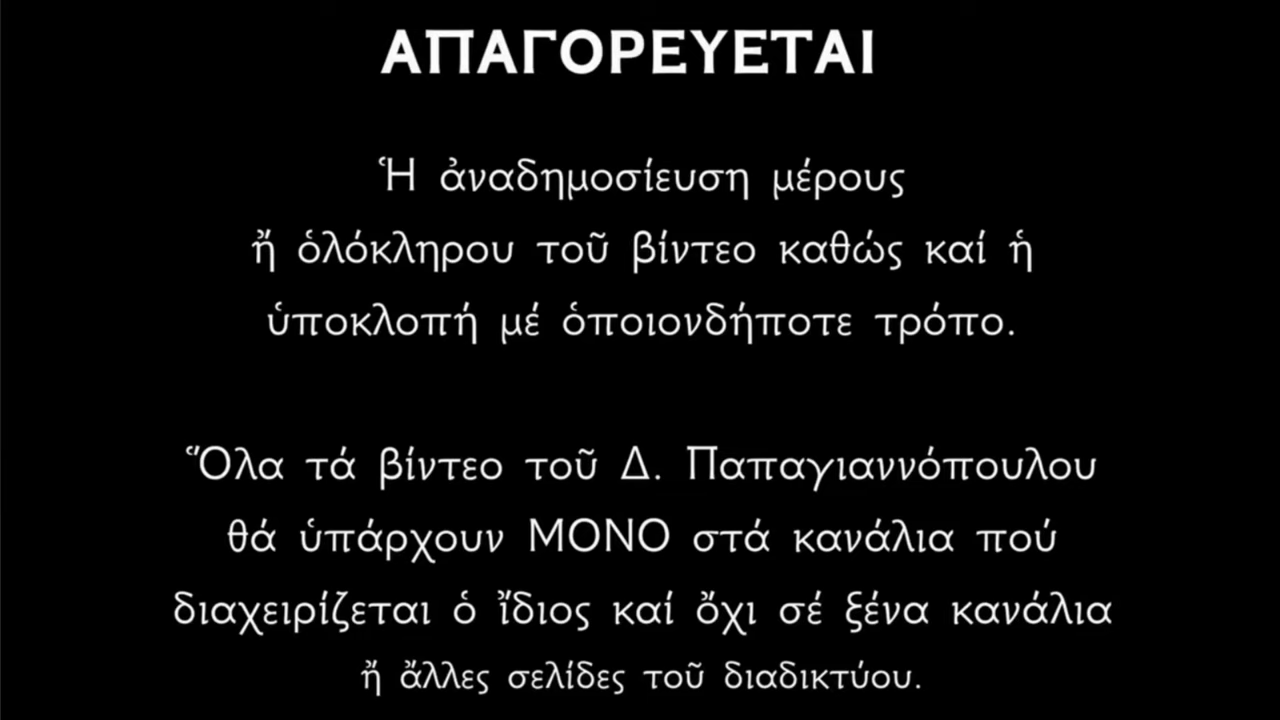 ΑΠΑΓΟΡΕΥΕΤΑΙ
Ἡ ἀναδημοσίευση μέρους
ἤ ὁλόκληρου τοῦ βίντεο καθώς καί ἡ
ὑποκλοπή μέ ὁποιονδήποτε τρόπο.
Ὅλα τά βίντεο τοῦ Δ. Παπαγιαννόπουλου
θά ὑπάρχουν ΜΟΝΟ στά κανάλια πού
διαχειρίζεται ὁ ἴδιος καί ὄχι σέ ξένα κανάλια
ἤ ἄλλες σελίδες τοῦ διαδικτύου.